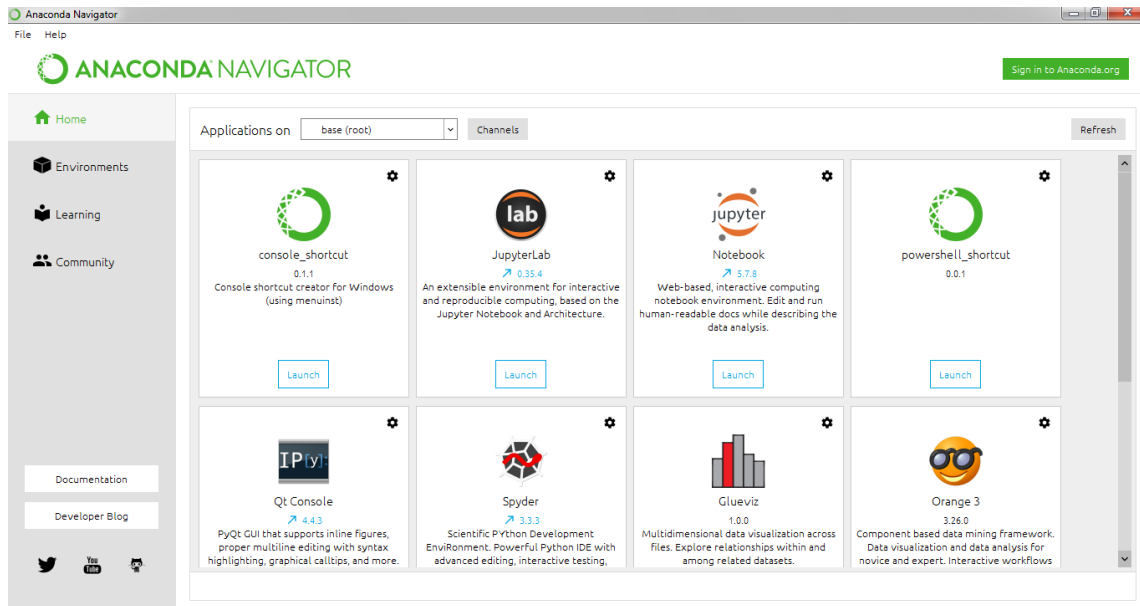 Anaconda Navigator
File Help
ANACONDA NAVIGATOR
Sign in to Anaconda.org
Home
Environments
Learning
Community
Documentation
Developer Blog
You
Tube
Applications on base (root) Channels Refresh
console_shortcut
0.1.1
Console shortcut creator for Windows
(using menuinst)
Launch
lab
JupyterLab
0.35.4
An extensible environment for interactive
and reproducible computing, based on the
Jupyter Notebook and Architecture.
Launch
jupyter
Notebook
5.7.8
Web-based, interactive computing
notebook environment. Edit and run
human-readable docs while describing the
data analysis.
Launch
powershell_shortcut
0.0.1
Launch
IP[y]:
Qt Console
4.4.3
PyQt GUI that supports inline figures,
proper multiline editing with syntax
highlighting, graphical calltips, and more.
Spyder
3.3.3
Scientific PYthon Development
EnviRonment. Powerful Python IDE with
advanced editing, interactive testing,
Glueviz
1.0.0
Multidimensional data visualization across
files. Explore relationships within and
among related datasets.
Orange 3
3.26.0
Component based data mining framework.
Data visualization and data analysis for
novice and expert. Interactive workflows